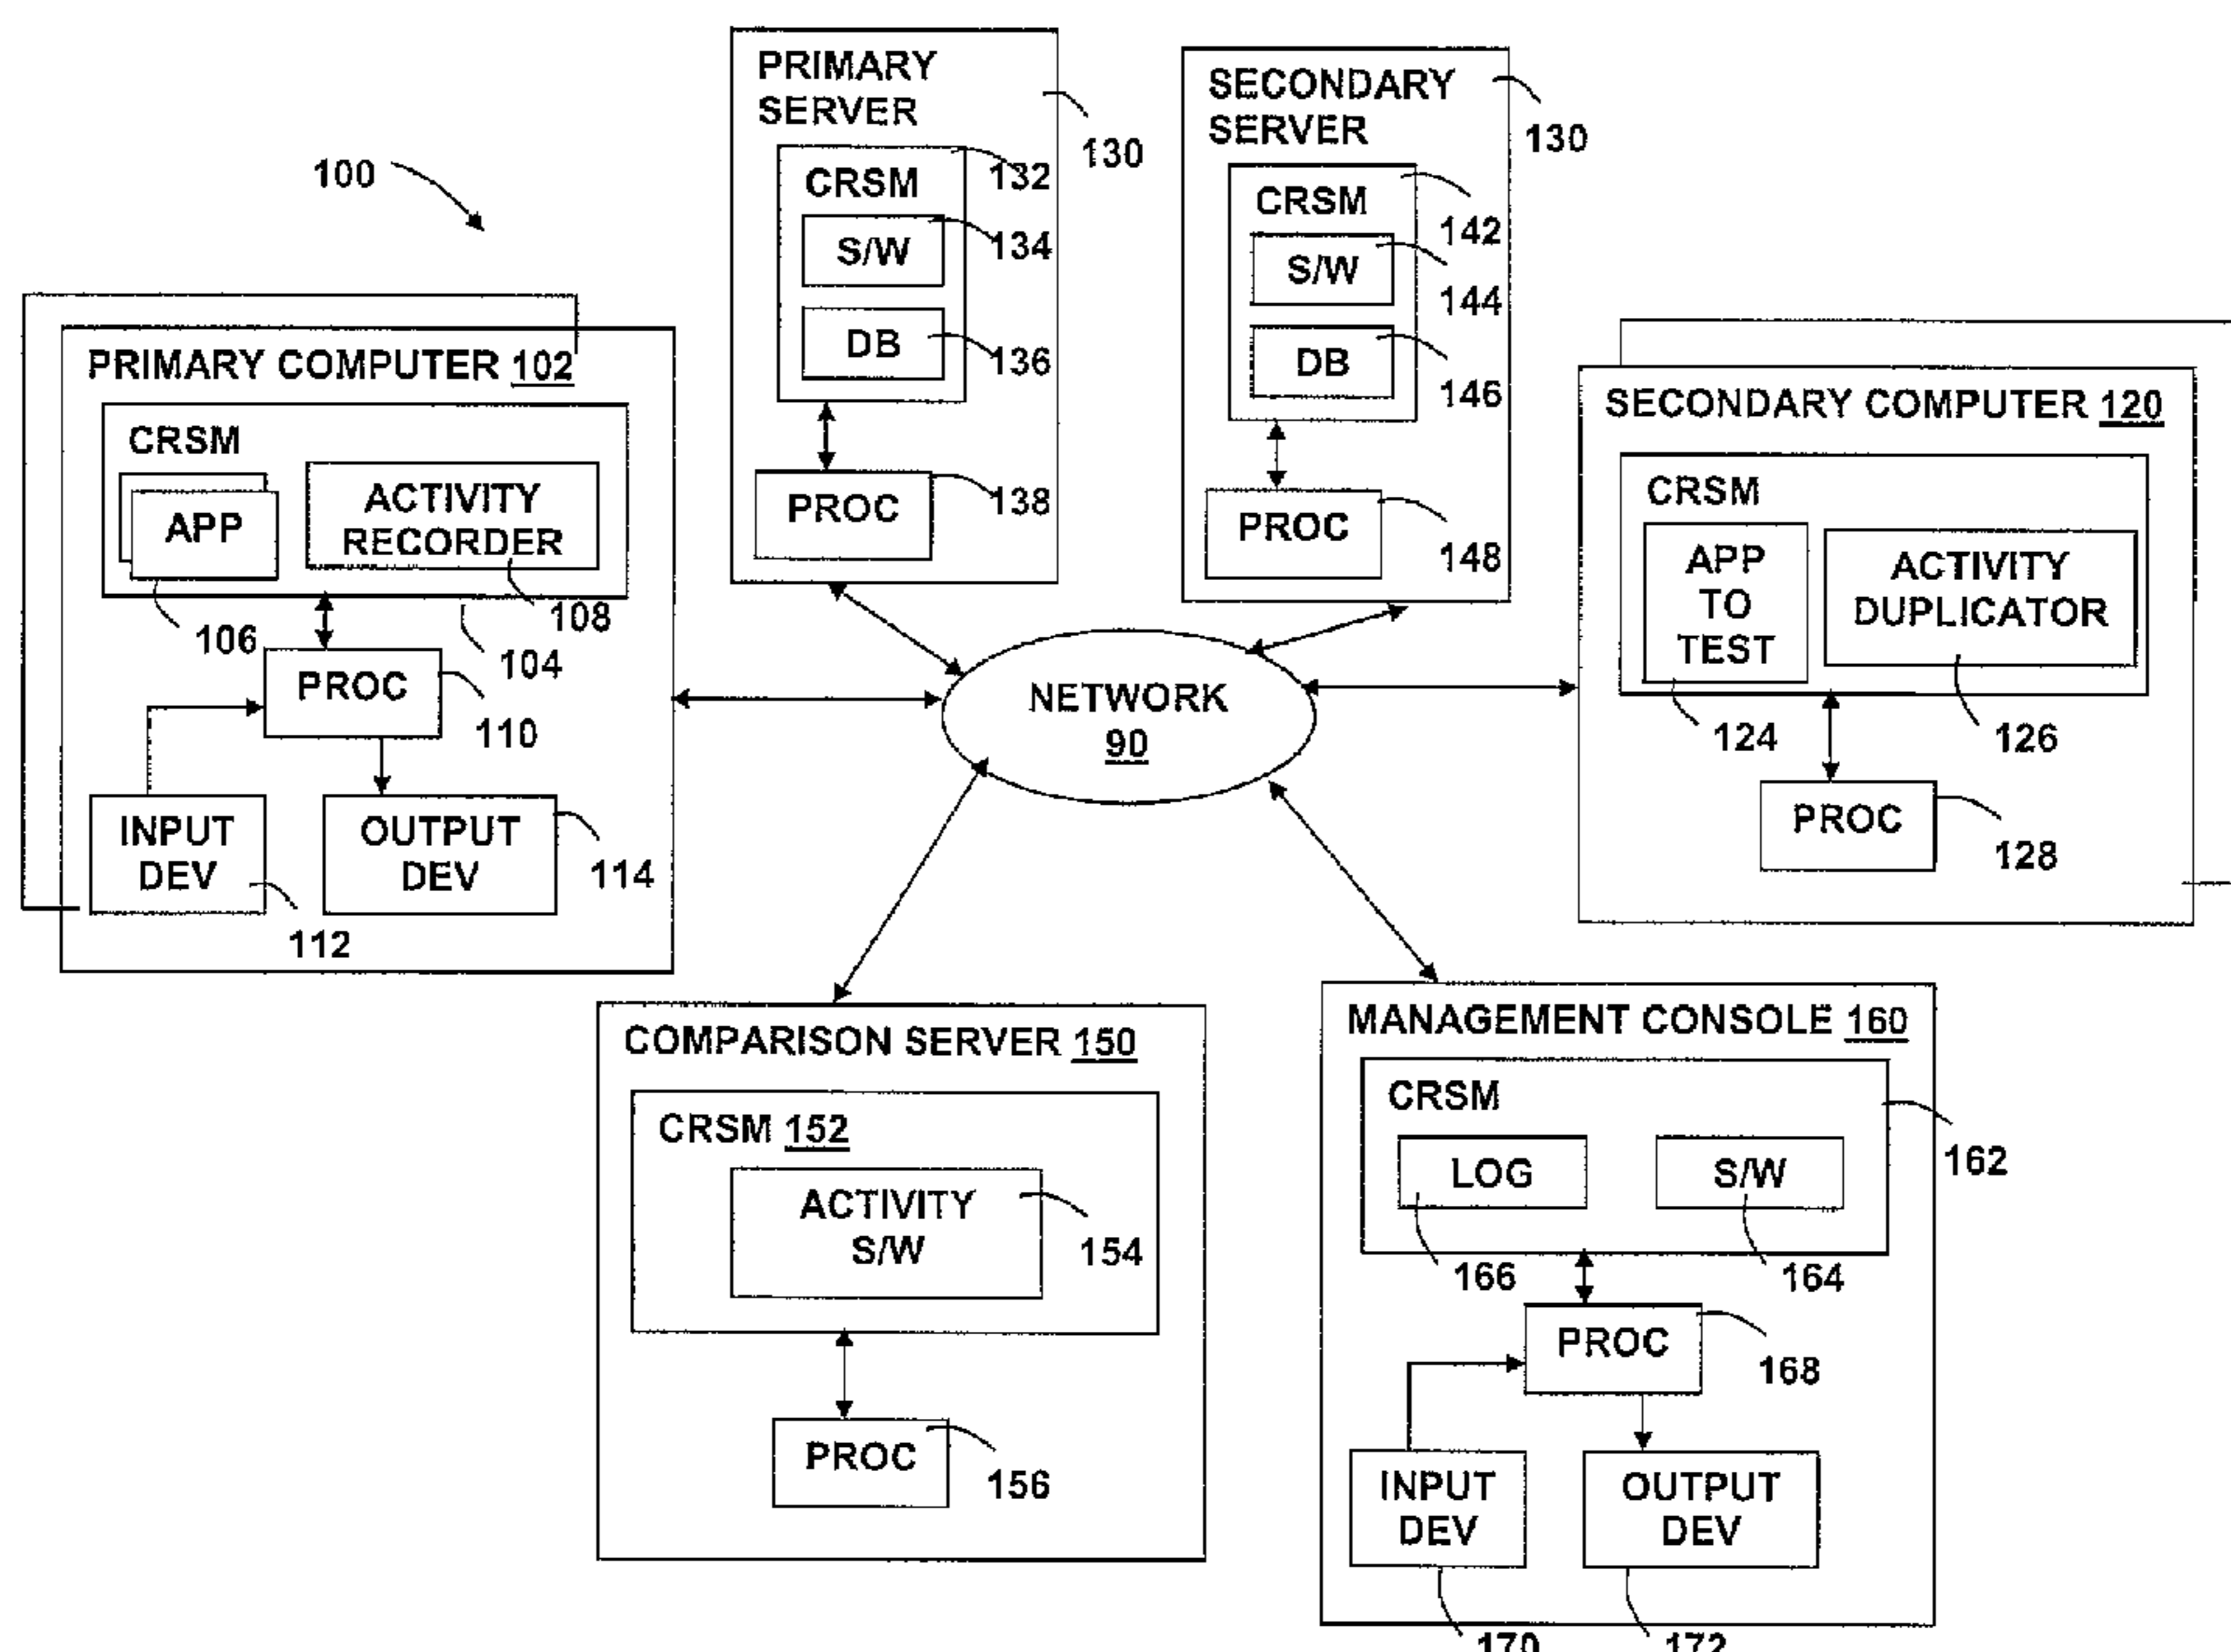 100
PRIMARY
SERVER
130
CRSM
132
S/W
134
DB
136
PROC
138
SECONDARY
SERVER
130
CRSM
142
S/W
144
DB
146
PROC
148
PRIMARY COMPUTER 102
CRSM
APP
ACTIVITY
RECORDER
106
108
104
PROC
110
INPUT
DEV
OUTPUT
DEV
112
114
NETWORK
90
SECONDARY COMPUTER 120
CRSM
APP
TO
TEST
ACTIVITY
DUPLICATOR
124
126
PROC
128
COMPARISON SERVER 150
CRSM 152
ACTIVITY
S/W
154
PROC
156
MANAGEMENT CONSOLE 160
CRSM
162
LOG
S/W
166
164
PROC
168
INPUT
DEV
OUTPUT
DEV
170
172